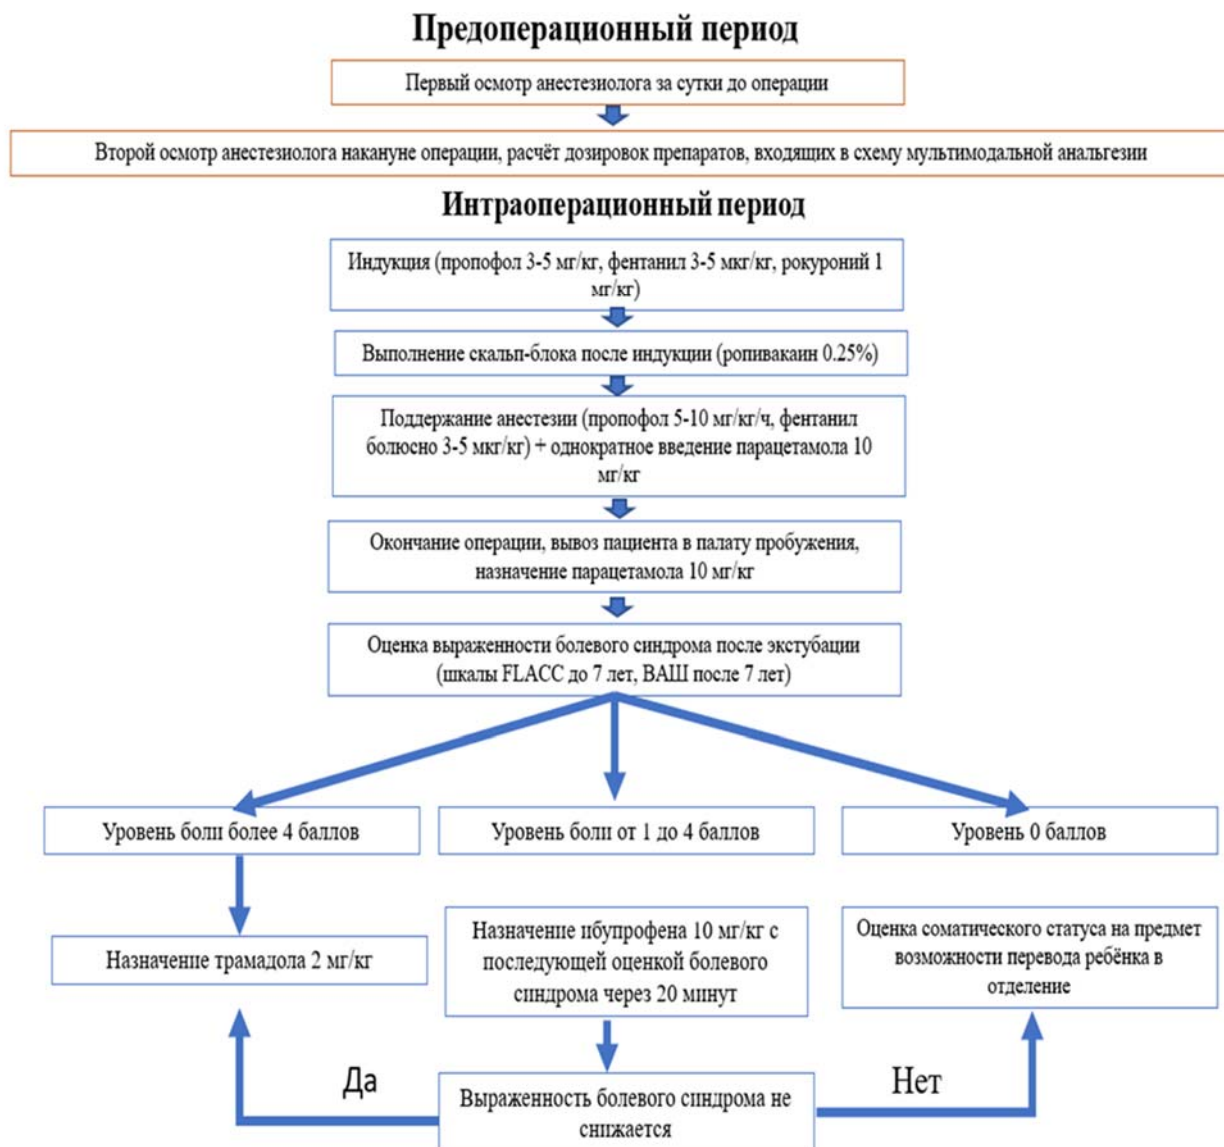 Предоперационный период
Первый осмотр анестезиолога за сутки до операции
Второй осмотр анестезиолога накануне операции, расчёт дозировок препаратов, входящих в схему мультимодальной анальгезии
Интраоперационный период
Индукция (пропофол 3-5 мг/кг, фентанил 3-5 мкг/кг, рокуроний 1
мг/кг)
Выполнение скальп-блока после индукции (ропивакаин 0.25%)
Поддержание анестезии (пропофол 5-10 мг/кг/ч, фентанил
болюсно 3-5 мкг/кг) + однократное введение парацетамола 10
мг/кг
Окончание операции, вывоз пациента в палату пробуждения,
назначение парацетамола 10 мг/кг
Оценка выраженности болевого синдрома после экстубации
(шкалы FLACC до 7 лет, ВАШ после 7 лет)
Уровень боли более 4 баллов
Уровень боли от 1 до 4 баллов
Уровень 0 баллов
Назначение трамадола 2 мг/кг
Назначение ибупрофена 10 мг/кг с
последующей оценкой болевого
синдрома через 20 минут
Оценка соматического статуса на предмет
возможности перевода ребёнка в
отделение
Да
Нет
Выраженность болевого синдрома не
снижается